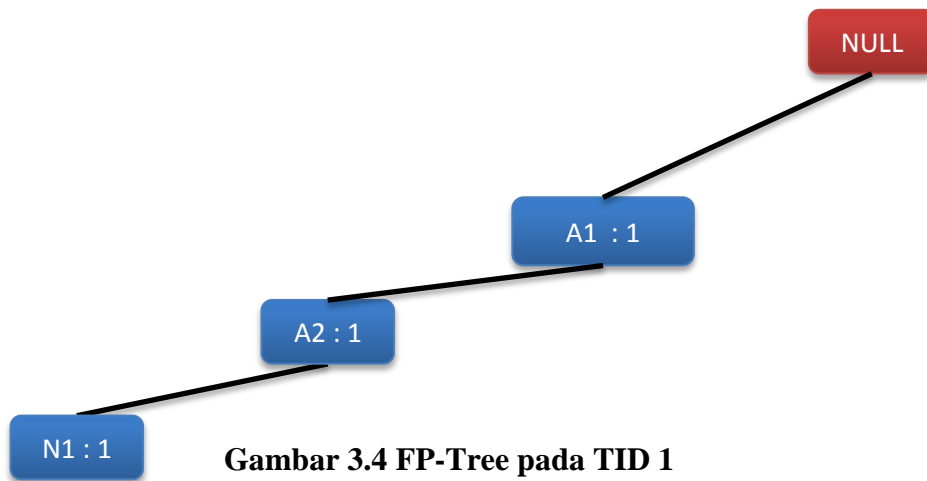 NULL
A1 : 1
A2 : 1
N1 : 1
Gambar 3.4 FP-Tree pada TID 1